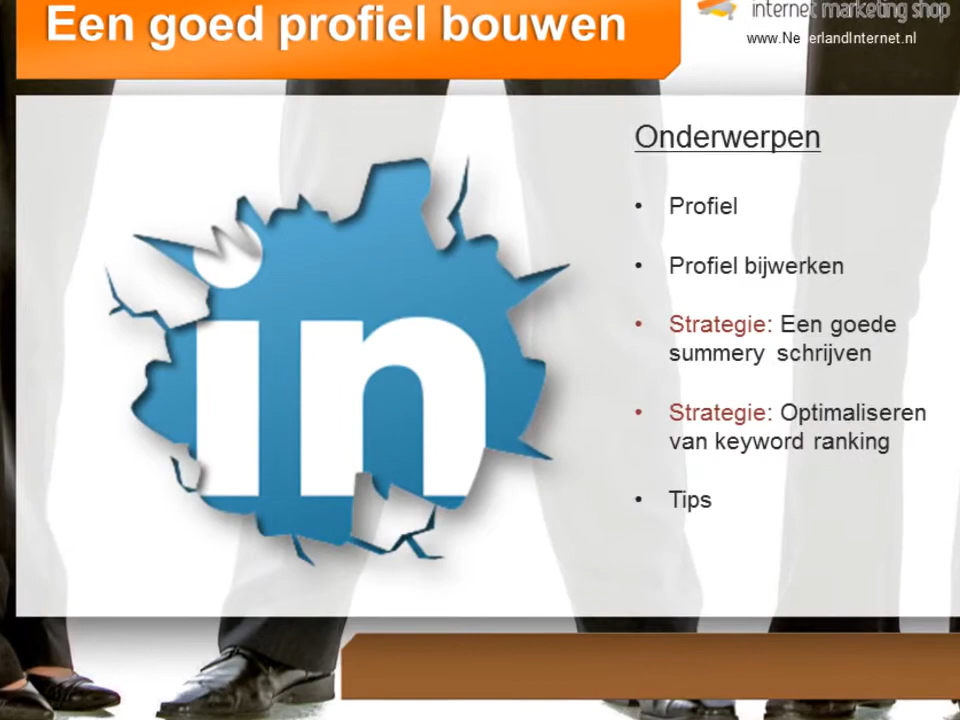 Een goed profiel bouwen
internet marketing shop
www.NederlandInternet.nl
in
Onderwerpen
• Profiel
• Profiel bijwerken
• Strategie: Een goede
summery schrijven
• Strategie: Optimaliseren
van keyword ranking
• Tips